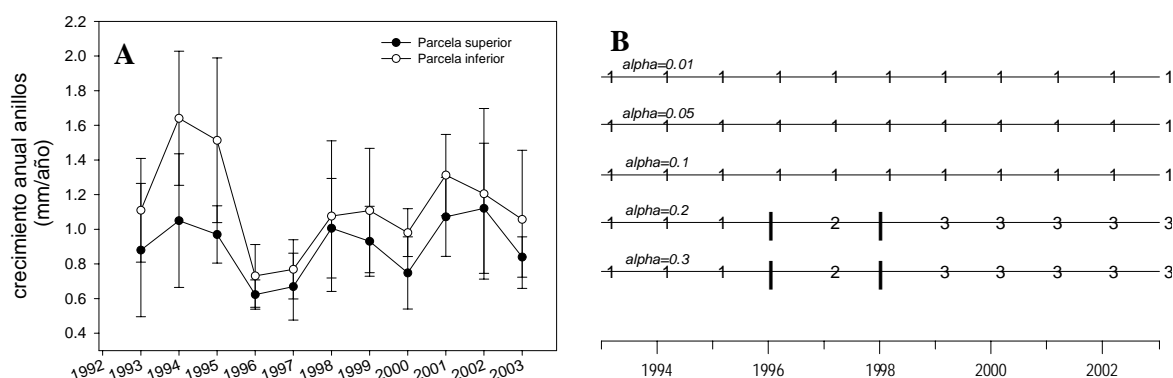 A
Parcela superior
Parcela inferior
crecimiento anual anillos
(mm/año)
2.2
2.0
1.8
1.6
1.4
1.2
1.0
0.8
0.6
0.4
1992 1993 1994 1995 1996 1997 1998 1999 2000 2001 2002 2003
B
alpha=0.01
1 1 1 1 1 1 1 1 1 1 1
alpha=0.05
1 1 1 1 1 1 1 1 1 1 1
alpha=0.1
1 1 1 1 1 1 1 1 1 1 1
alpha=0.2
1 1 1 2 3 3 3 3 3
alpha=0.3
1 1 1 2 3 3 3 3 3
1994 1996 1998 2000 2002